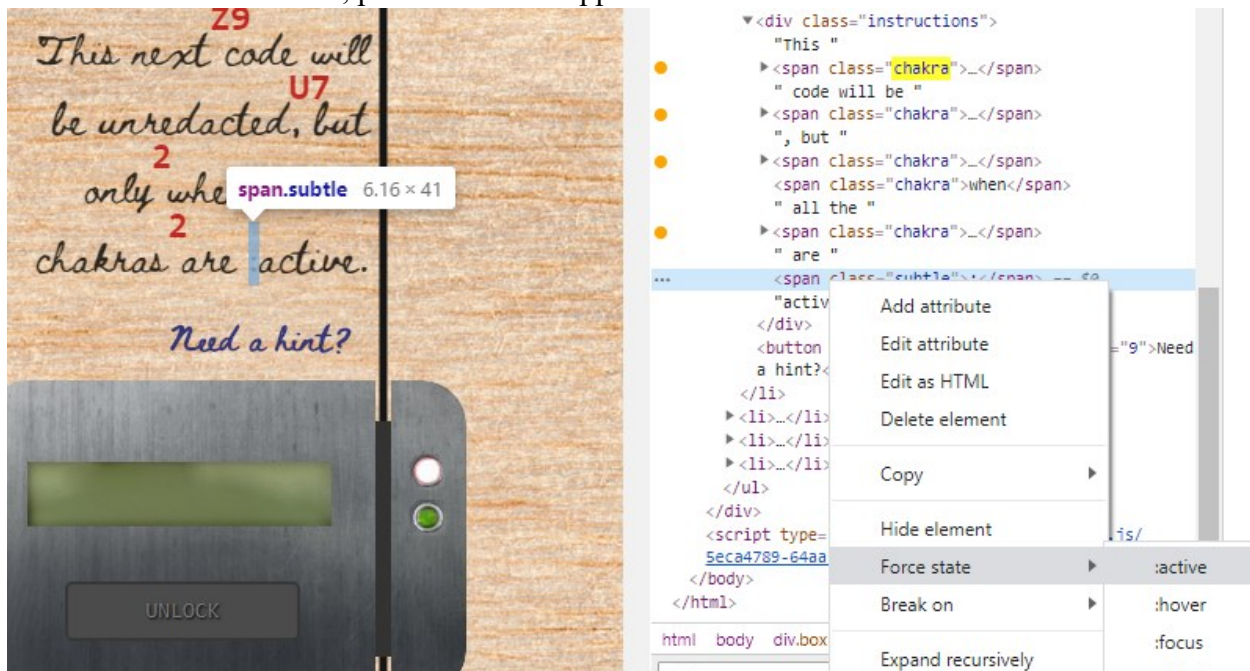 Z9
This next code will
U7
be unredacted, but
2
only whe
span.subtle 6.16 × 41
2
chakras are :active.
Need a hint?
UNLOCK
▼<div class="instructions">
"This "
▶<span class="chakra">…</span>
" code will be "
▶<span class="chakra">…</span>
", but "
▶<span class="chakra">…</span>
<span class="chakra">when</span>
" all the "
▶<span class="chakra">…</span>
" are "
<span class="subtle">:</span> == $0
"activ
</div>
<button ="9">Need
a hint?<
</li>
▶<li>…</li>
▶<li>…</li>
▶<li>…</li>
</ul>
</div>
<script type= js/
5eca4789-64aa
</body>
</html>
html body div.box
Add attribute
Edit attribute
Edit as HTML
Delete element
Copy
Hide element
Force state
Break on
Expand recursively
:active
:hover
:focus